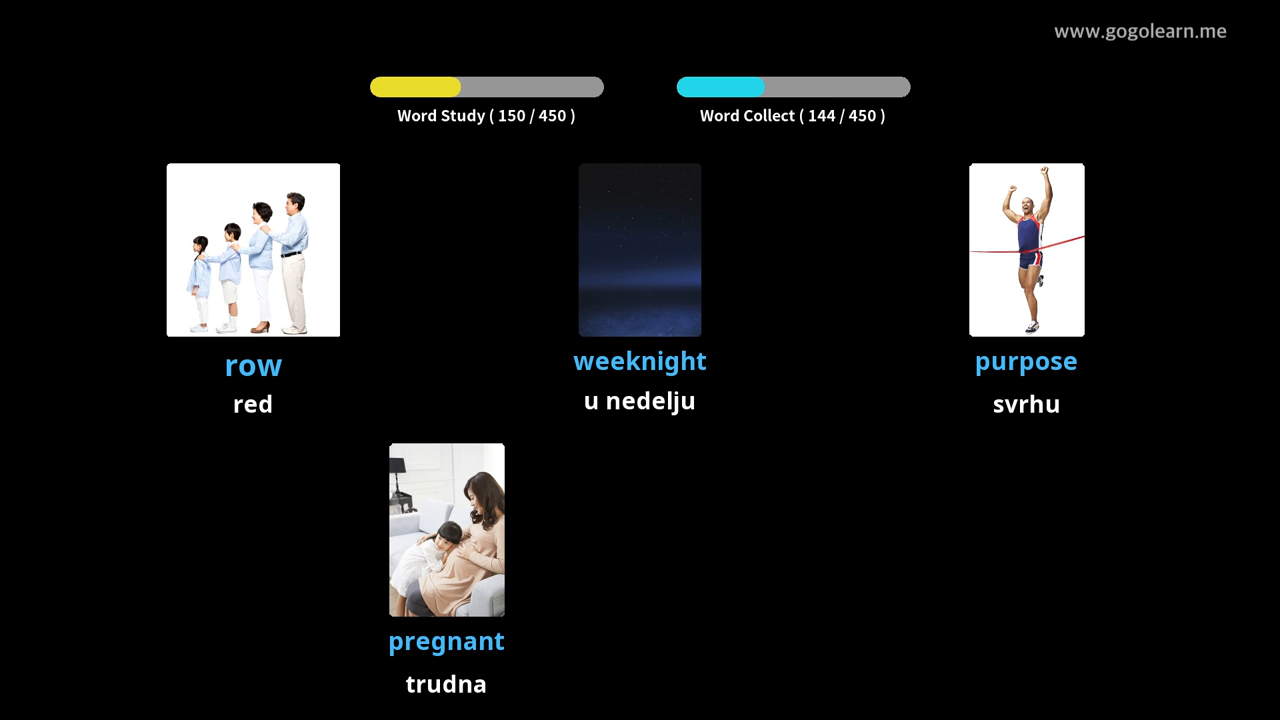 www.gogolearn.me
Word Study ( 150 / 450 )
Word Collect ( 144 / 450 )
row
red
weeknight
u nedelju
purpose
svrhu
pregnant
trudna